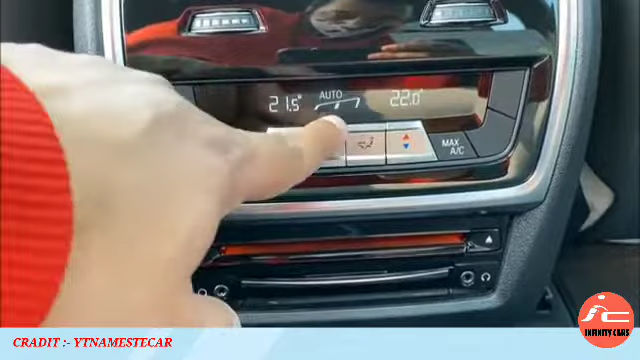 AUTO
21.5° 22.0°
MAX
A/C
CRADIT :- YTNAMESTECAR
INFINITY CARS